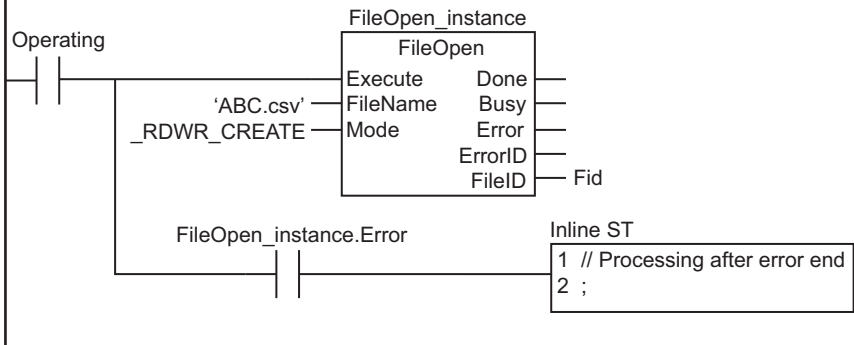 FileOpen_instance
Operating
FileOpen
Execute Done
‘ABC.csv’ FileName Busy
_RDWR_CREATE Mode Error
ErrorID
FileID Fid
FileOpen_instance.Error
Inline ST
1 // Processing after error end
2 ;